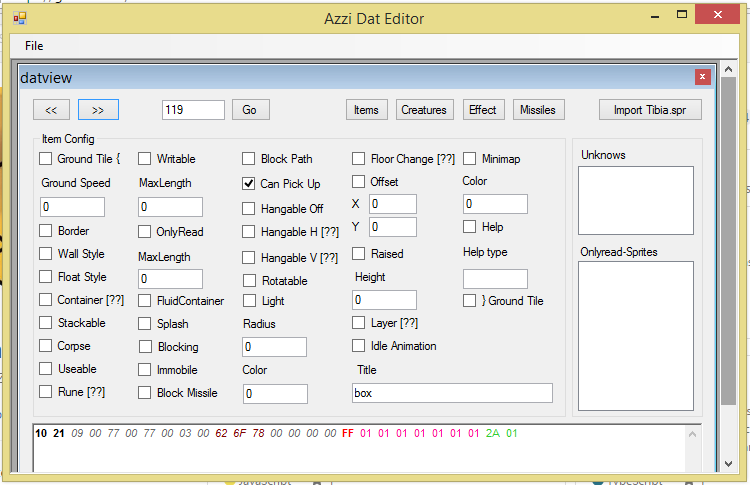 Azzi Dat Editor
File
datview
<< >> 119 Go Items Creatures Effect Missiles Import Tibia.spr
Item Config
Ground Tile { Writable Block Path Floor Change [??] Minimap Unknows
Ground Speed MaxLength Can Pick Up Offset Color
0 0 Hangable Off X 0 0
Border OnlyRead Hangable H [??] Y 0 Help
Wall Style MaxLength Hangable V [??] Raised Help type Onlyread-Sprites
Float Style 0 Rotatable Height
Container [??] FluidContainer Light 0 } Ground Tile
Stackable Splash Radius Layer [??]
Corpse Blocking 0 Idle Animation
Useable Immobile Color Title
Rune [??] Block Missile 0 box
10 21 09 00 77 00 77 00 03 00 62 6F 78 00 00 00 00 FF 01 01 01 01 01 01 01 2A 01
JavaScript TypeScript